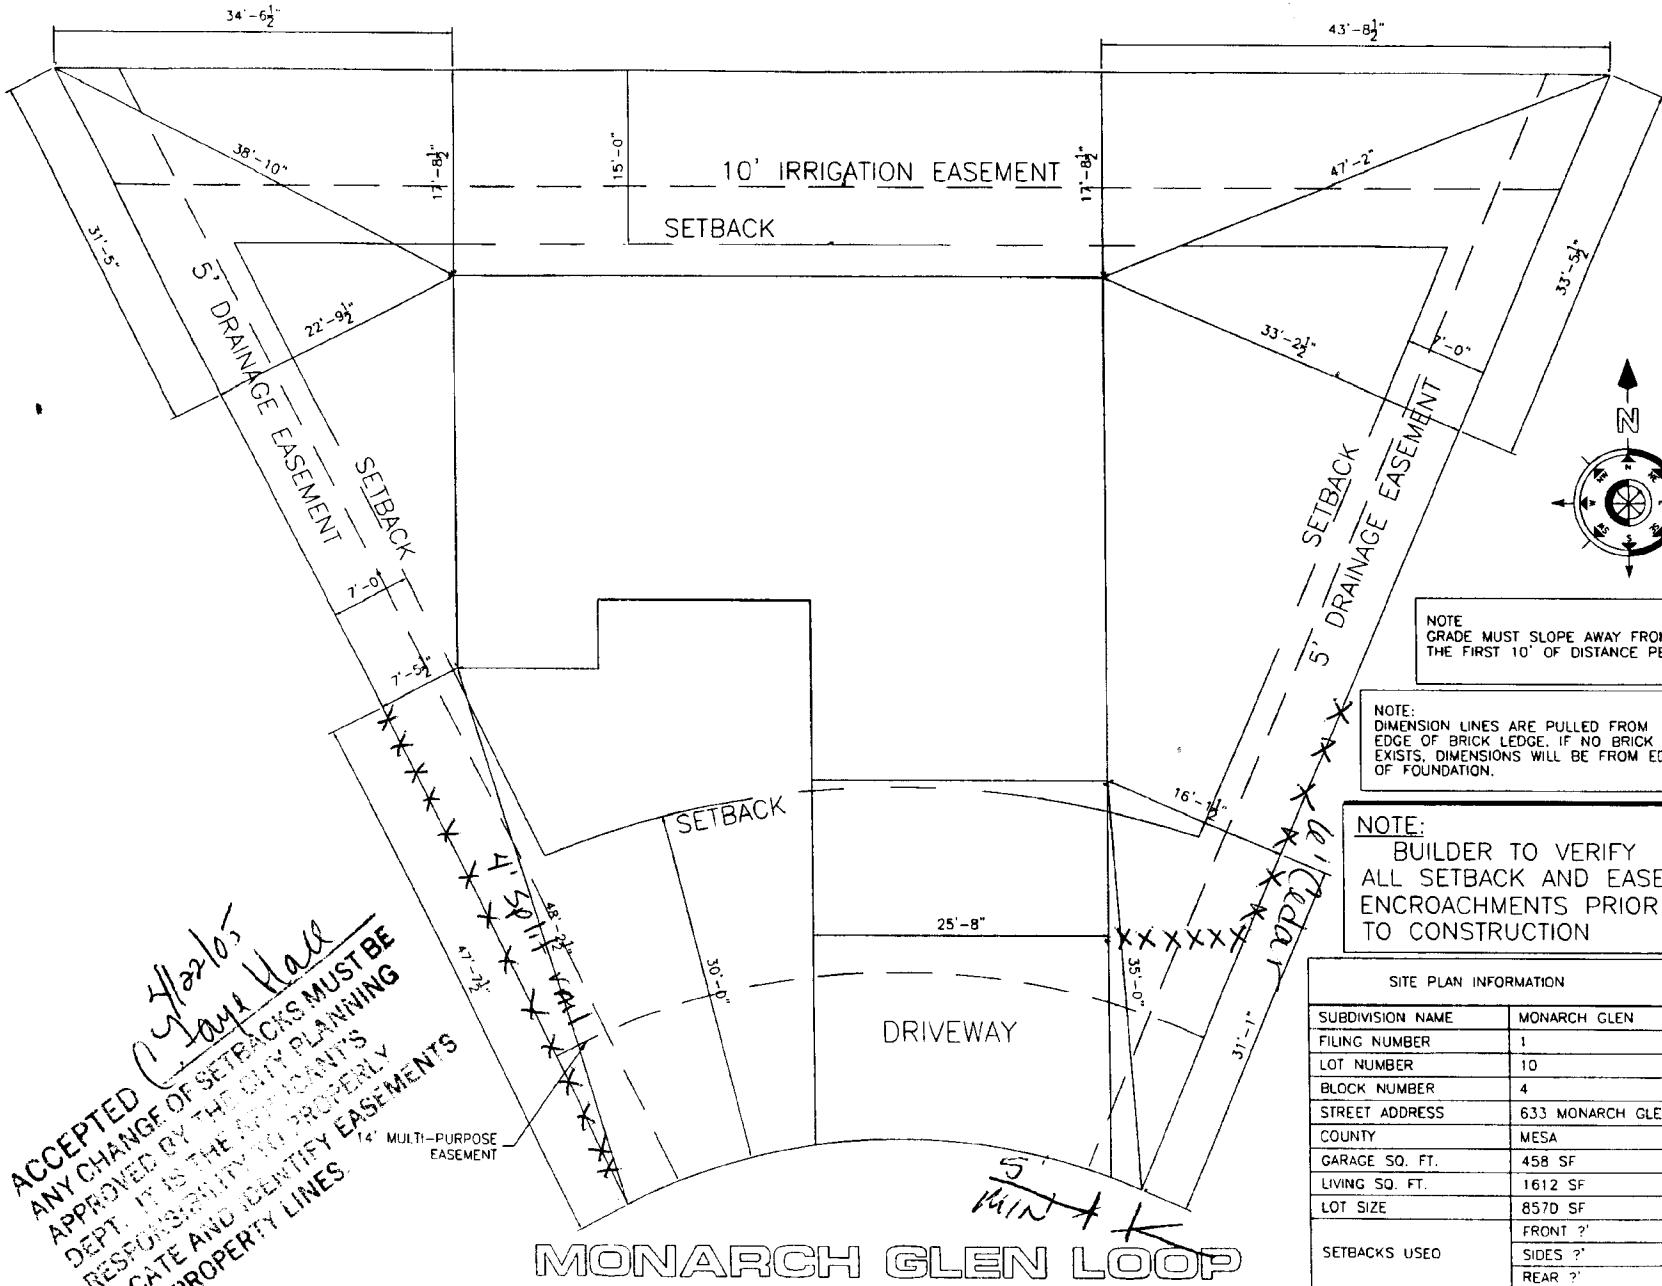 34'-6½"
43'-8½"
38'-10"
17'-8½"
15'-0"
10' IRRIGATION EASEMENT
17'-8½"
47'-2"
SETBACK
31'-5"
33'-5½"
5' DRAINAGE EASEMENT
22'-9½"
33'-2½"
7'-0"
N
SETBACK
SETBACK
5' DRAINAGE EASEMENT
7'-0
7'-5½"
NOTE
GRADE MUST SLOPE AWAY FROM
THE FIRST 10' OF DISTANCE PE
NOTE:
DIMENSION LINES ARE PULLED FROM
EDGE OF BRICK LEDGE. IF NO BRICK
EXISTS, DIMENSIONS WILL BE FROM ED
OF FOUNDATION.
16'-1½"
SETBACK
NOTE:
BUILDER TO VERIFY
ALL SETBACK AND EASE
ENCROACHMENTS PRIOR
TO CONSTRUCTION
6' Cedar
4' Split rail
48'-2½"
47'-7½"
30'-0"
25'-8"
35'-0"
31'-1"
DRIVEWAY
14' MULTI-PURPOSE
EASEMENT
4/22/05
ACCEPTED C. Faye Hall
ANY CHANGE OF SETBACKS MUST BE
APPROVED BY THE CITY PLANNING
DEPT. IT IS THE APPLICANT'S
RESPONSIBILITY TO PROPERLY
CATE AND IDENTIFY EASEMENTS
PROPERTY LINES.
5'
MIN
MONARCH GLEN LOOP
SITE PLAN INFORMATION
SUBDIVISION NAME MONARCH GLEN
FILING NUMBER 1
LOT NUMBER 10
BLOCK NUMBER 4
STREET ADDRESS 633 MONARCH GLE
COUNTY MESA
GARAGE SQ. FT. 458 SF
LIVING SQ. FT. 1612 SF
LOT SIZE 8570 SF
SETBACKS USED FRONT ?'
SIDES ?'
REAR ?'